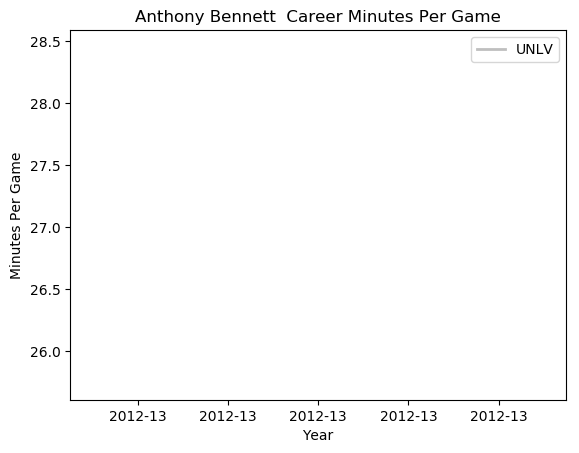 Anthony Bennett  Career Minutes Per Game
UNLV
Minutes Per Game
28.5
28.0
27.5
27.0
26.5
26.0
2012-13 2012-13 2012-13 2012-13 2012-13
Year